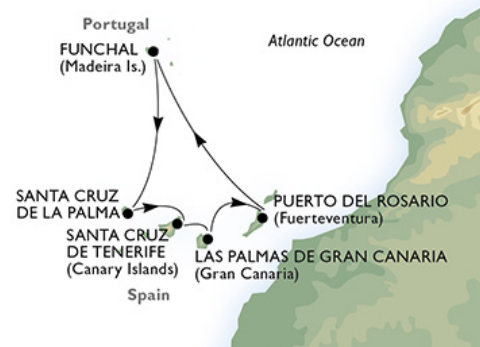 Portugal
FUNCHAL
(Madeira Is.)
Atlantic Ocean
SANTA CRUZ
DE LA PALMA
SANTA CRUZ
DE TENERIFE
(Canary Islands)
PUERTO DEL ROSARIO
(Fuerteventura)
LAS PALMAS DE GRAN CANARIA
(Gran Canaria)
Spain